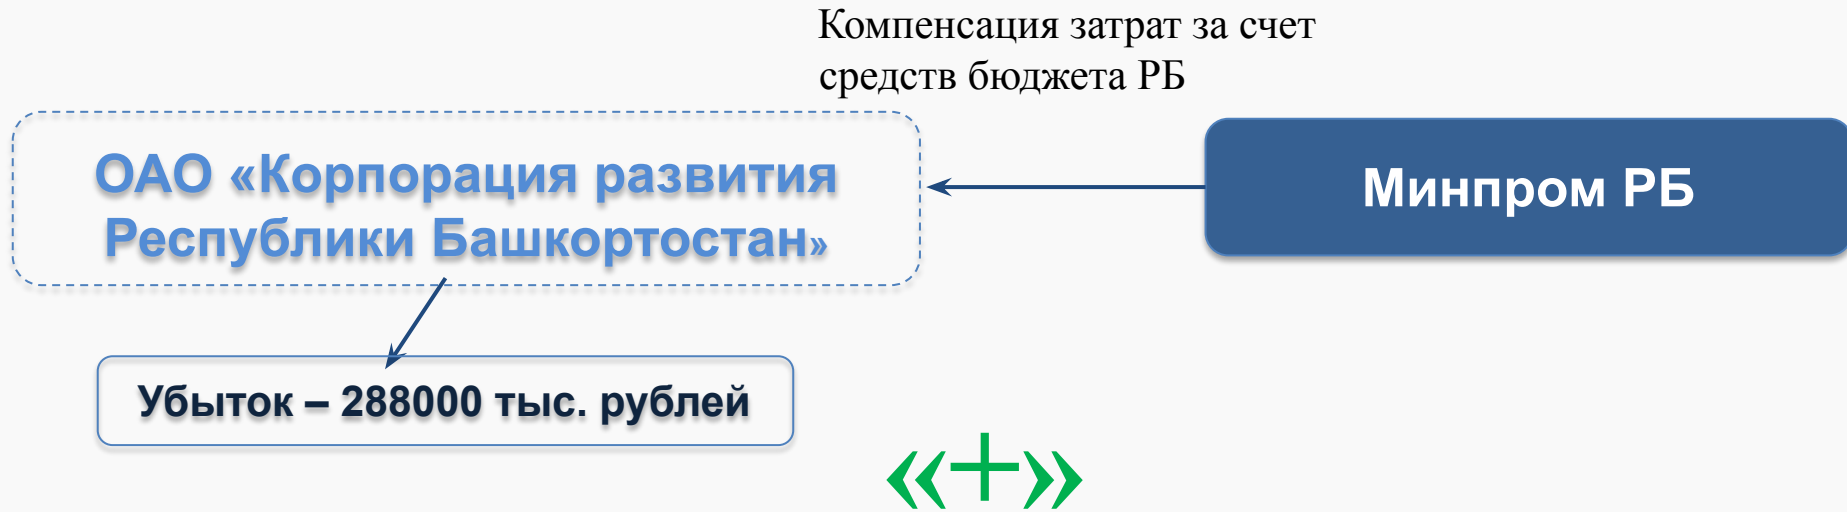 Компенсация затрат за счет
средств бюджета РБ
ОАО «Корпорация развития
Республики Башкортостан»
Минпром РБ
Убыток – 288000 тыс. рублей
«+»